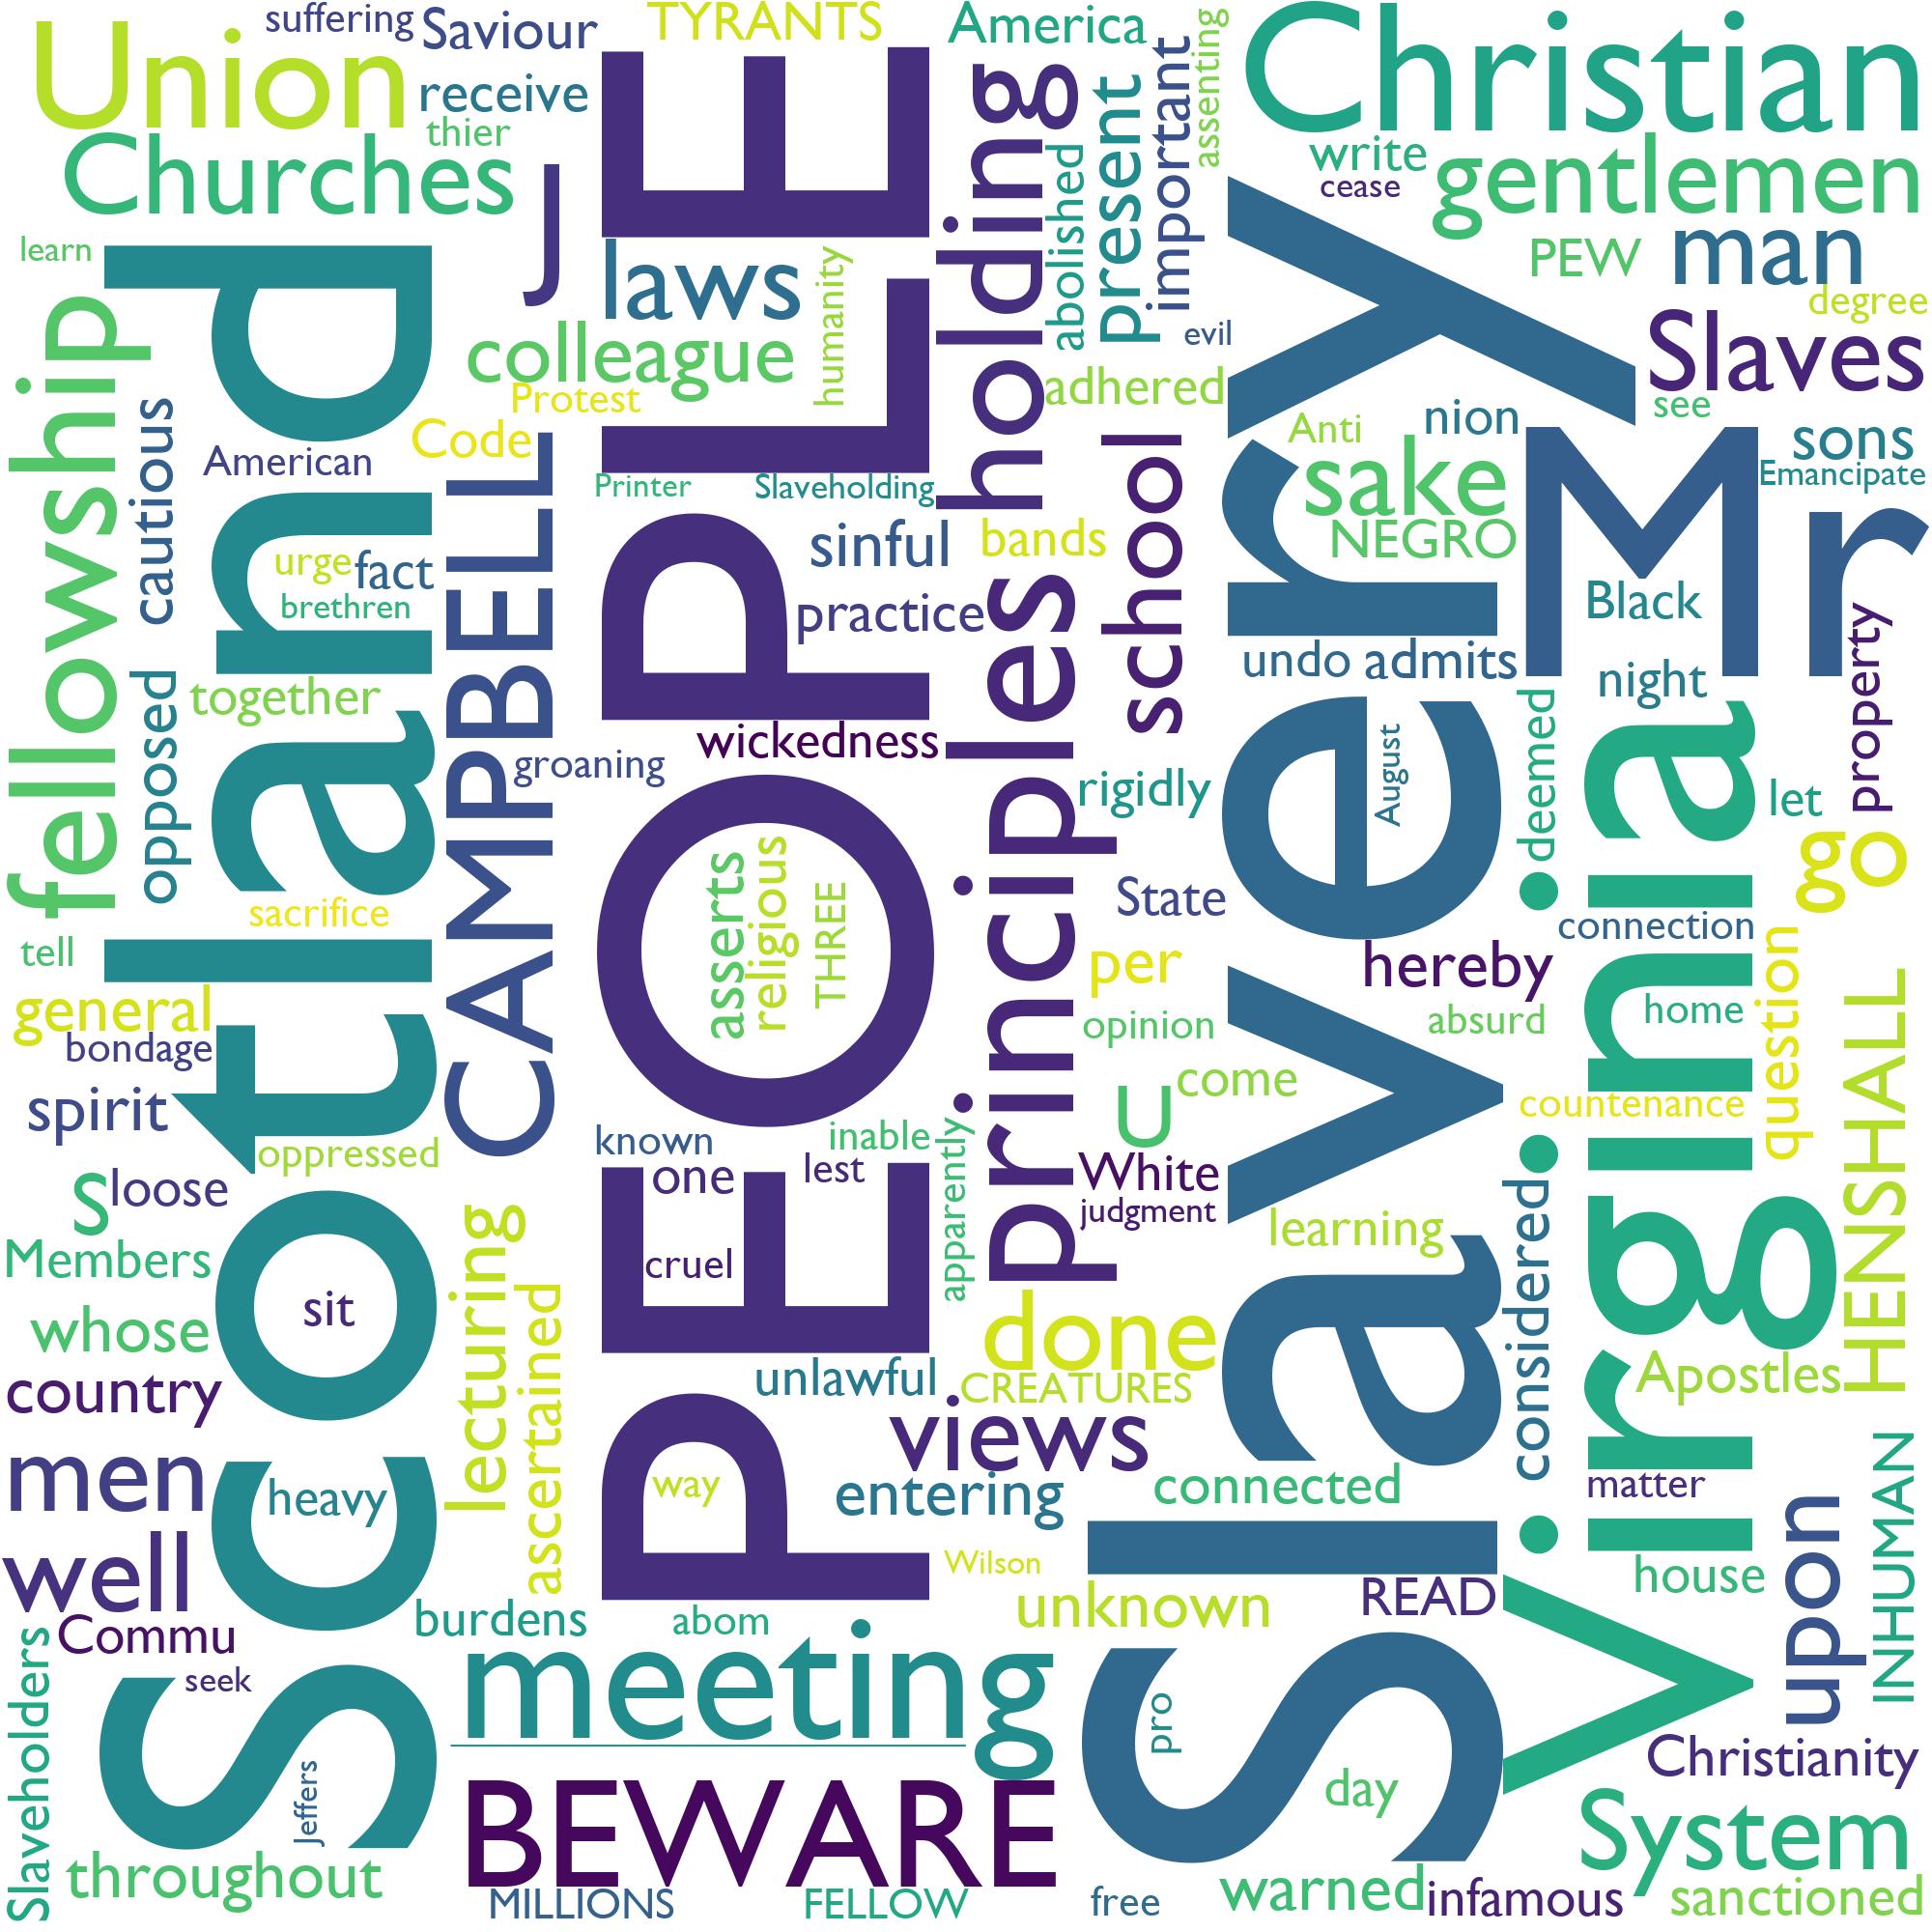 Union
suffering
Saviour
TYRANTS
America
assenting
Christian
receive
thier
Churches
J
PEOPLE
holding
present
important
abolished
write
cease
gentlemen
learn
laws
humanity
PEW
man
degree
evil
Slavery
Slaves
see
fellowship
Scotland
colleague
Protest
adhered
cautious
American
Code
CAMPBELL
Printer
Slaveholding
school
Anti
nion
sake
NEGRO
Mr
sons
Emancipate
urge
fact
brethren
sinful
bands
practice
principles
Black
property
opposed
together
undo
admits
night
wickedness
groaning
rigidly
August
deemed
Virginia
let
go
sacrifice
asserts
religious
THREE
State
connection
tell
general
bondage
per
hereby
opinion
absurd
home
question
HENSHALL
spirit
oppressed
known
inable
apparently
U
come
countenance
S
loose
one
lest
White
judgment
learning
considered
Members
whose
sit
lecturing
ascertained
cruel
done
country
unlawful
CREATURES
Apostles
men
heavy
way
views
entering
connected
matter
INHUMAN
well
Wilson
unknown
READ
house
upon
Commu
seek
burdens
abom
Slaveholders
meeting
pro
Jeffers
throughout
BEWARE
day
Christianity
System
MILLIONS
FELLOW
free
warned
infamous
sanctioned